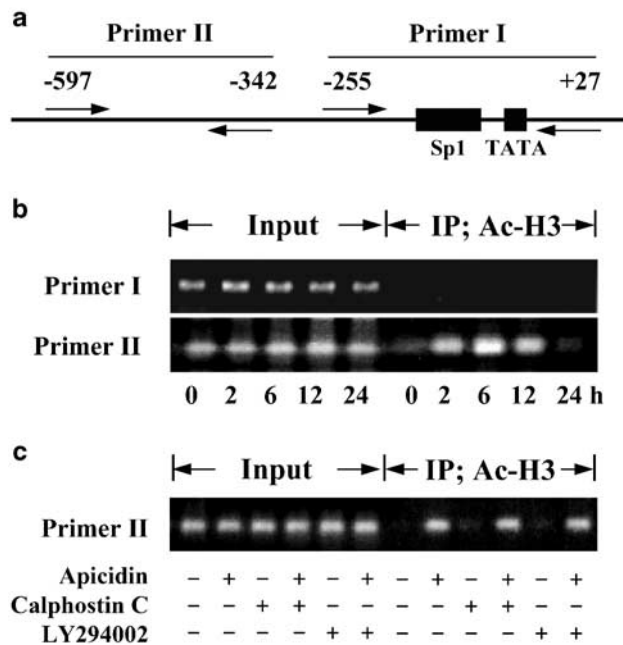 a
Primer II Primer I
-597 -342 -255 +27
Sp1 TATA
b
Input IP; Ac-H3
Primer I
Primer II
0 2 6 12 24 0 2 6 12 24 h
c
Input IP; Ac-H3
Primer II
Apicidin − + − + − + − + − + − +
Calphostin C − − + + − − − − + + − −
LY294002 − − − − + + − − − − + +